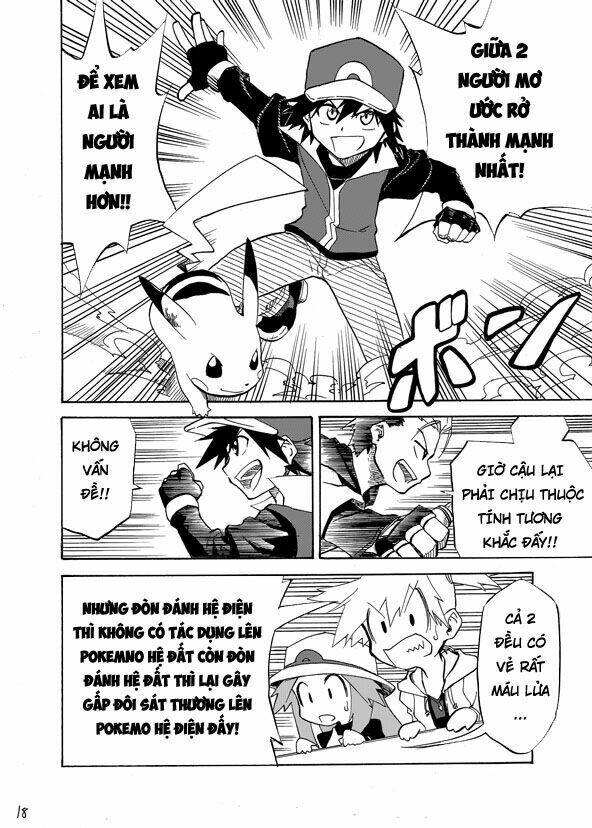 GIỮA 2
NGƯỜI MƠ
ƯỚC RỞ
THÀNH MẠNH
NHẤT!
ĐỂ XEM
AI LÀ
NGƯỜI
MẠNH
HƠN!!
ボン
GIỜ CẬU LẠI
PHẢI CHỊU THUỘC
TÍNH TƯƠNG
KHẮC ĐẤY!!
KHÔNG
VẤN
ĐỀ!!
CẢ 2
ĐỀU CÓ
VẺ RẤT
MÁU LỬA
...
NHƯNG ĐÒN ĐÁNH HỆ ĐIỆN
THÌ KHÔNG CÓ TÁC DỤNG LÊN
POKEMNO HỆ ĐẤT CÒN ĐÒN
ĐÁNH HỆ ĐẤT THÌ LẠI GÂY
GẤP ĐÔI SÁT THƯƠNG LÊN
POKEMO HỆ ĐIỆN ĐẤY!
18